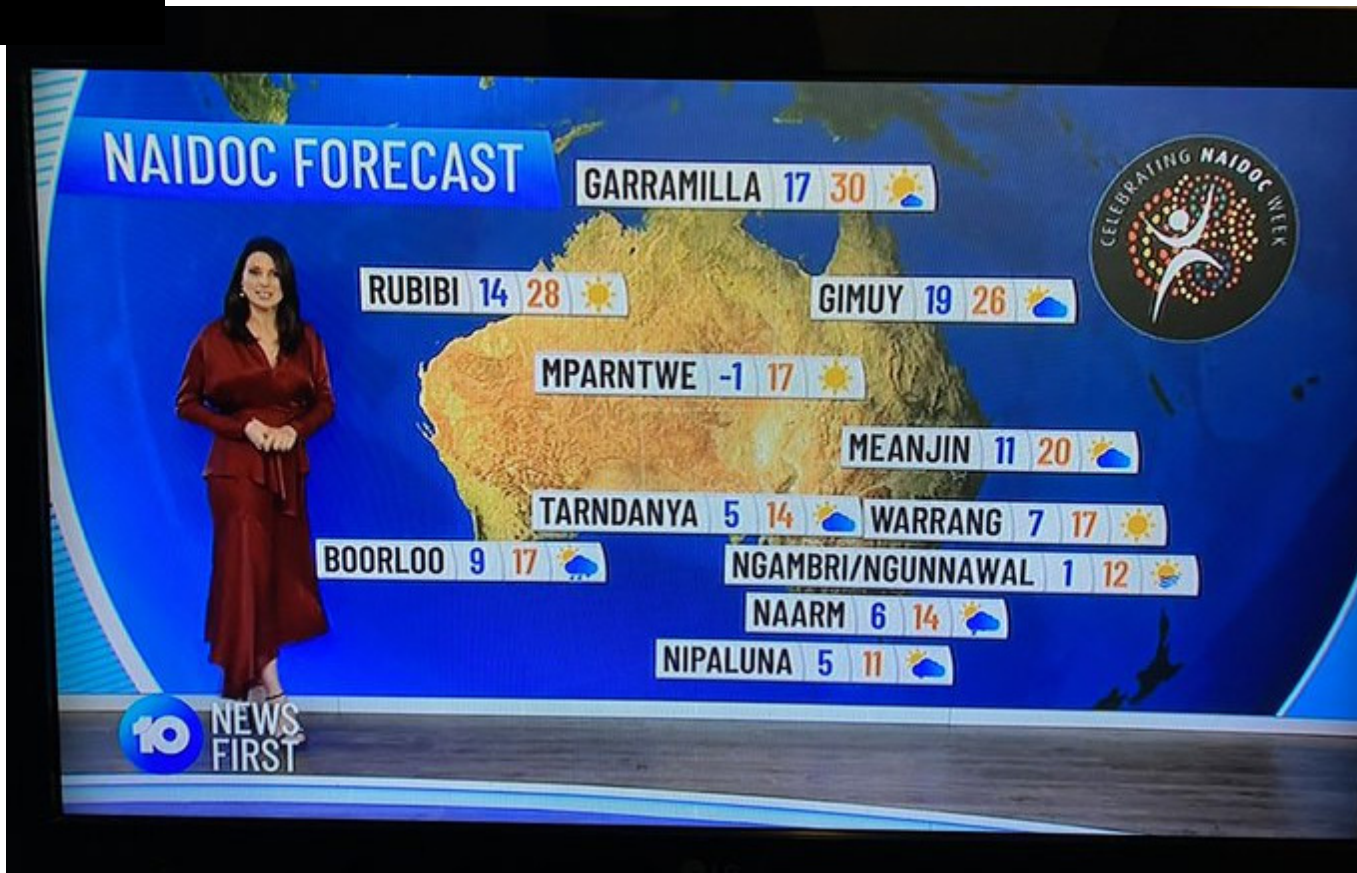 NAIDOC FORECAST
CELEBRATING NAIDOC WEEK
GARRAMILLA 17 30
RUBIBI 14 28
GIMUY 19 26
MPARNTWE -1 17
MEANJIN 11 20
TARNDANYA 5 14
WARRANG 7 17
BOORLOO 9 17
NGAMBRI/NGUNNAWAL 1 12
NAARM 6 14
NIPALUNA 5 11
10 NEWS
FIRST